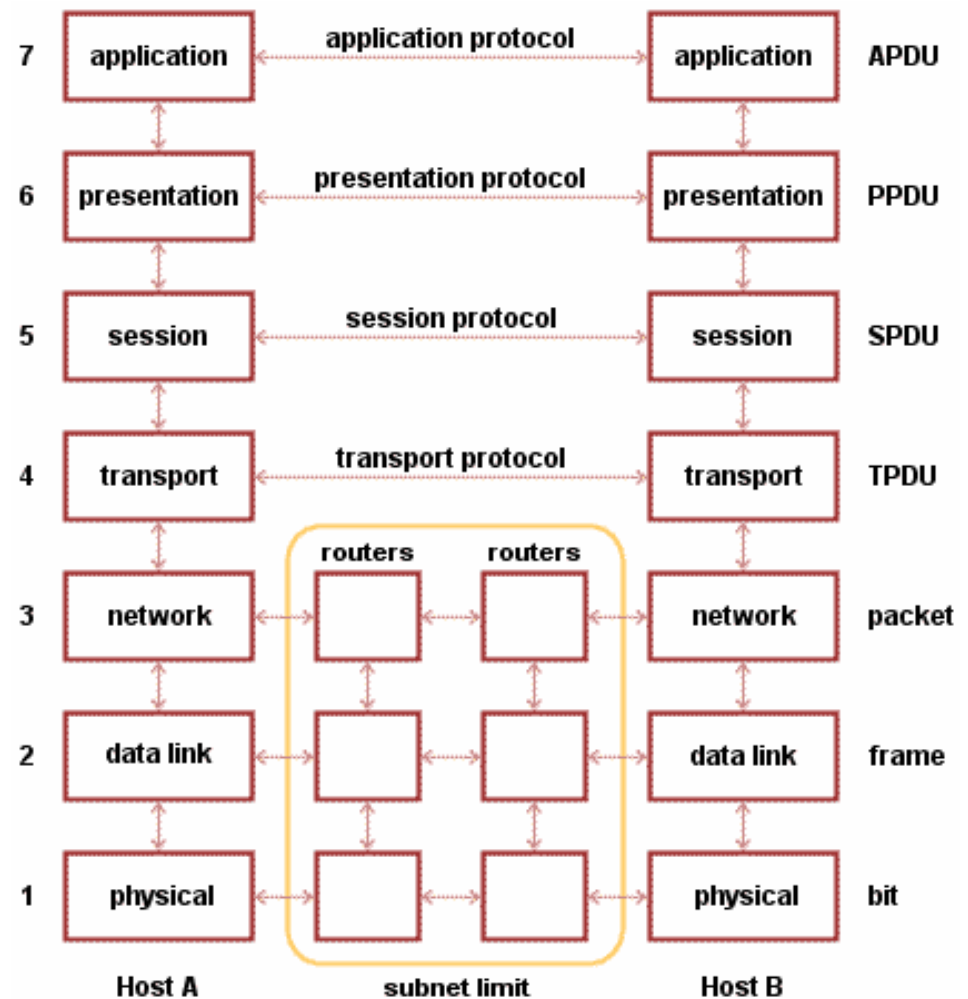 application protocol
7 application application APDU
presentation protocol
6 presentation presentation PPDU
session protocol
5 session session SPDU
transport protocol
4 transport transport TPDU
routers routers
3 network network packet
2 data link data link frame
1 physical physical bit
Host A subnet limit Host B